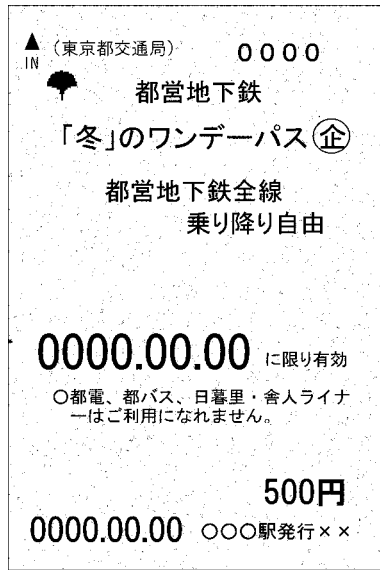 ▲ (東京都交通局) 0000
IN
都営地下鉄
「冬」のワンデーパス㊭
都営地下鉄全線
乗り降り自由
0000.00.00 に限り有効
○都電、都バス、日暮里・舎人ライナ
ーはご利用になれません。
500円
0000.00.00 ○○○駅発行××